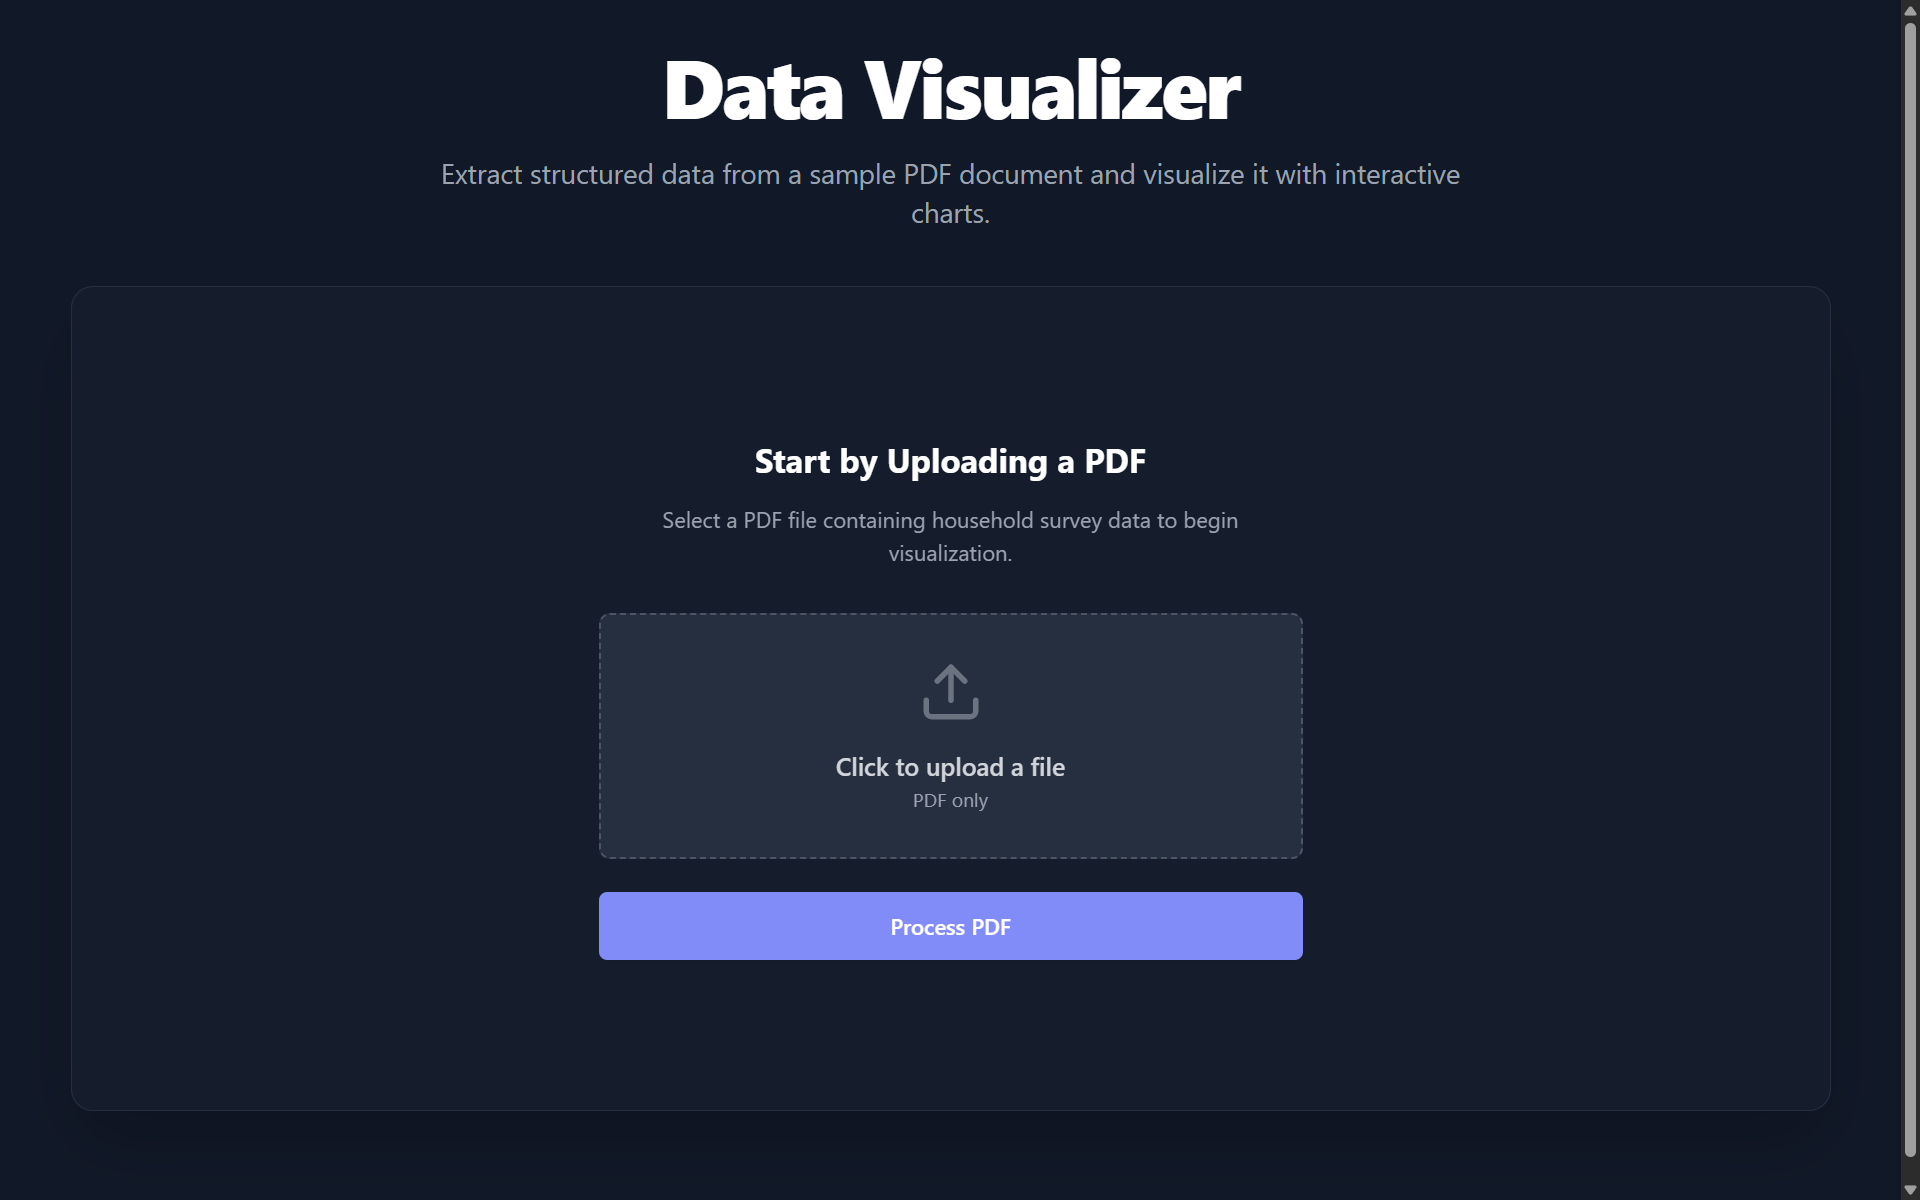 Data Visualizer
Extract structured data from a sample PDF document and visualize it with interactive
charts.
Start by Uploading a PDF
Select a PDF file containing household survey data to begin
visualization.
Click to upload a file
PDF only
Process PDF